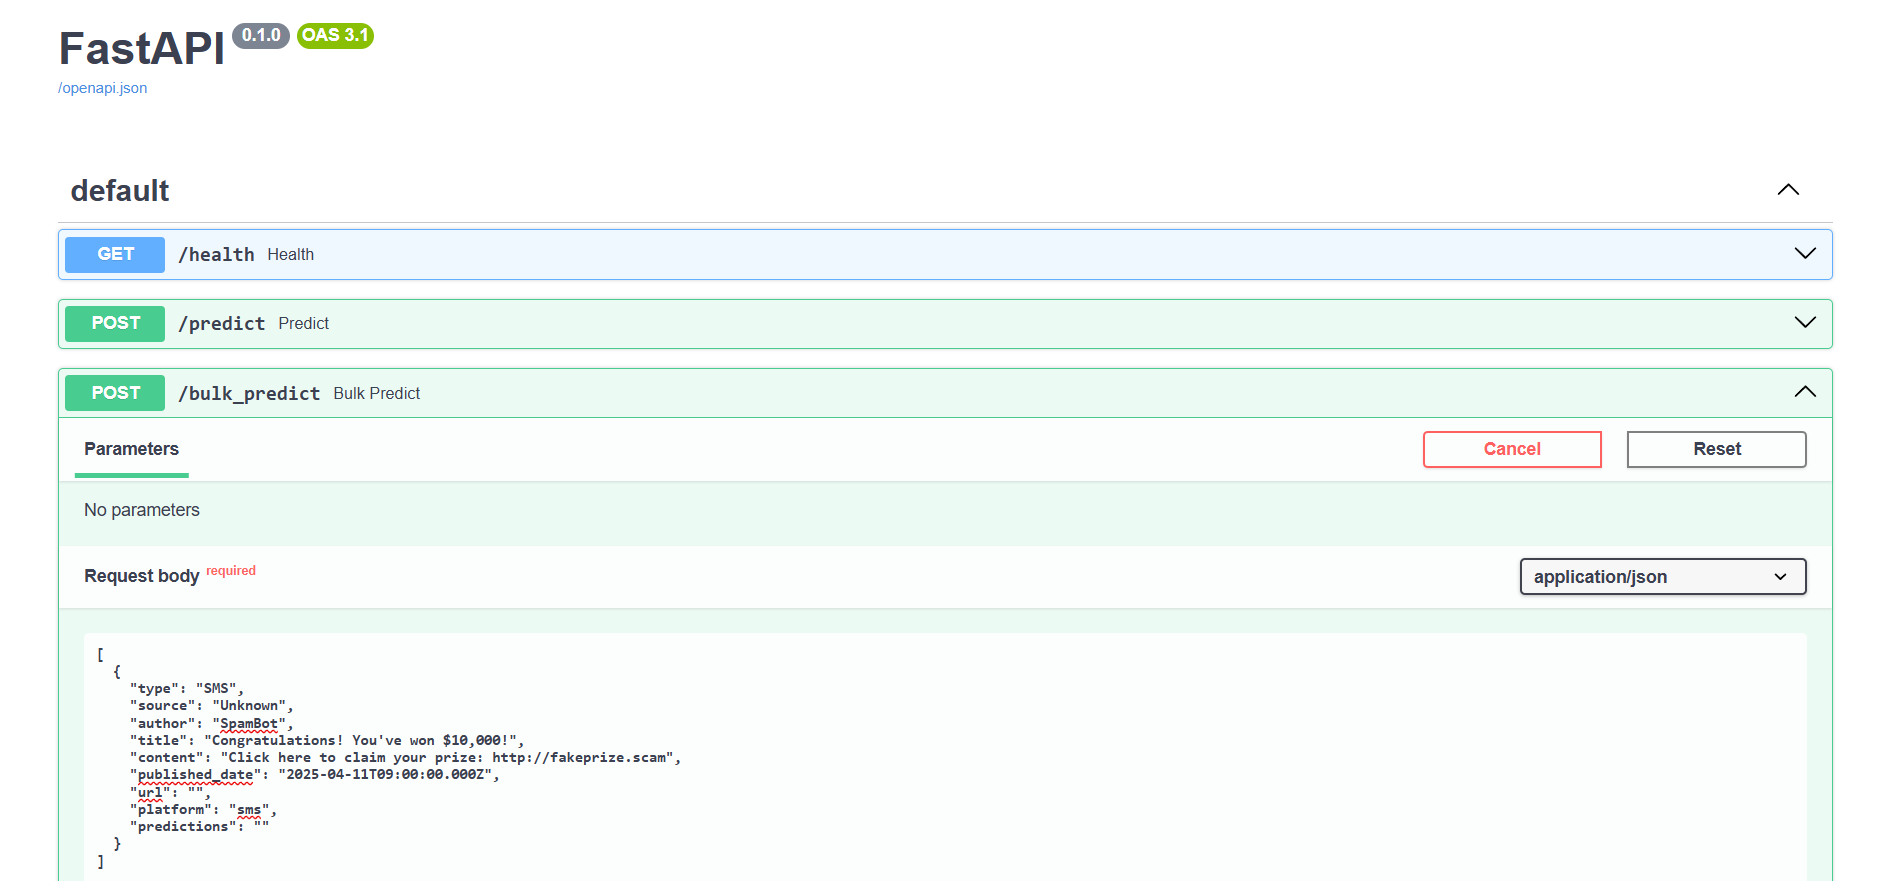 FastAPI 0.1.0 OAS 3.1
/openapi.json
default
GET /health Health
POST /predict Predict
POST /bulk_predict Bulk Predict
Parameters Cancel Reset
No parameters
Request body required application/json
[
  {
    "type": "SMS",
    "source": "Unknown",
    "author": "SpamBot",
    "title": "Congratulations! You've won $10,000!",
    "content": "Click here to claim your prize: http://fakeprize.scam",
    "published_date": "2025-04-11T09:00:00.000Z",
    "url": "",
    "platform": "sms",
    "predictions": ""
  }
]